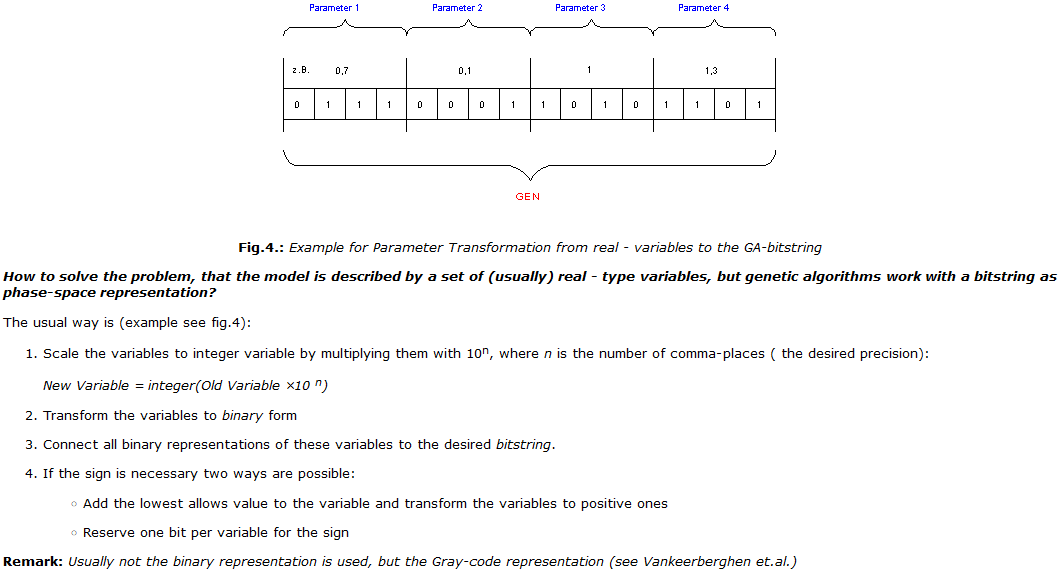 Parameter 1 Parameter 2 Parameter 3 Parameter 4
z.B. 0,7 0,1 1 1,3
0 1 1 1 0 0 0 1 1 0 1 0 1 1 0 1
GEN
Fig.4.: Example for Parameter Transformation from real - variables to the GA-bitstring
How to solve the problem, that the model is described by a set of (usually) real - type variables, but genetic algorithms work with a bitstring as
phase-space representation?
The usual way is (example see fig.4):
1. Scale the variables to integer variable by multiplying them with 10ⁿ, where n is the number of comma-places ( the desired precision):
New Variable = integer(Old Variable ×10 ⁿ)
2. Transform the variables to binary form
3. Connect all binary representations of these variables to the desired bitstring.
4. If the sign is necessary two ways are possible:
◦ Add the lowest allows value to the variable and transform the variables to positive ones
◦ Reserve one bit per variable for the sign
Remark: Usually not the binary representation is used, but the Gray-code representation (see Vankeerberghen et.al.)